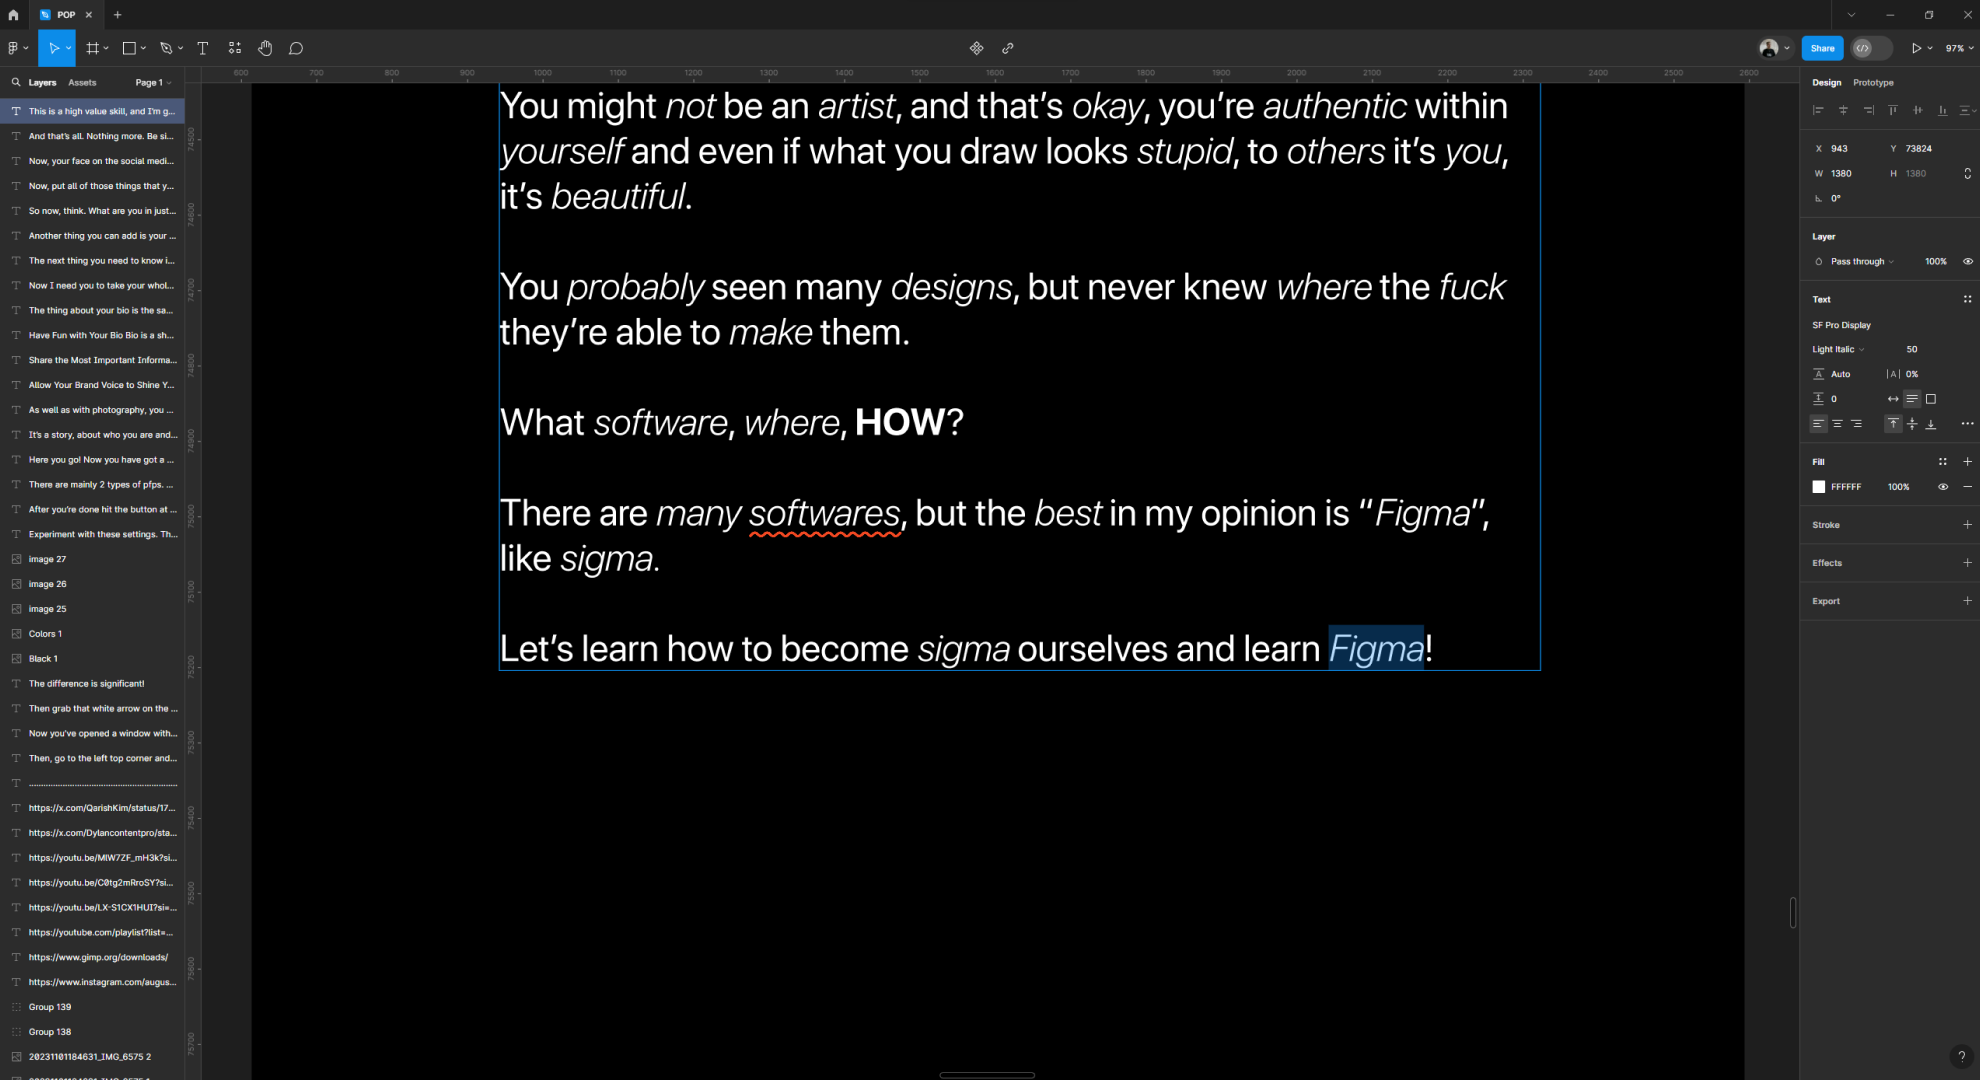 POP
Share
97%
Layers
Assets
Page 1
This is a high value skill, and I'm g...
And that's all. Nothing more. Be si...
Now, your face on the social medi...
Now, put all of those things that y...
So now, think. What are you in just...
Another thing you can add is your ...
The next thing you need to know i...
Now I need you to take your whol...
The thing about your bio is the sa...
Have Fun with Your Bio Bio is a sh...
Share the Most Important Informa...
Allow Your Brand Voice to Shine Y...
As well as with photography, you ...
It's a story, about who you are and...
Here you go! Now you have got a ...
There are mainly 2 types of pfps. ...
After you're done hit the button at ...
Experiment with these settings. Th...
image 27
image 26
image 25
Colors 1
Black 1
The difference is significant!
Then grab that white arrow on the ...
Now you've opened a window with...
Then, go to the left top corner and...
https://x.com/QarishKim/status/17...
https://x.com/Dylancontentpro/sta...
https://youtu.be/MlW7ZF_mH3k?si...
https://youtu.be/C0tg2mRroSY?si...
https://youtu.be/LX-S1CX1HUI?si=...
https://youtube.com/playlist?list=...
https://www.gimp.org/downloads/
https://www.instagram.com/augus...
Group 139
Group 138
20231101184631_IMG_6575 2
600 700 800 900 1000 1100 1200 1300 1400 1500 1600 1700 1800 1900 2000 2100 2200 2300 2400 2500 2600
74500
74600
74700
74800
74900
75000
75100
75200
75300
75400
75500
75600
75700
You might not be an artist, and that’s okay, you’re authentic within
yourself and even if what you draw looks stupid, to others it’s you,
it’s beautiful.
You probably seen many designs, but never knew where the fuck
they’re able to make them.
What software, where, HOW?
There are many softwares, but the best in my opinion is “Figma”,
like sigma.
Let’s learn how to become sigma ourselves and learn Figma!
Design
Prototype
X 943 Y 73824
W 1380 H 1380
0°
Layer
Pass through 100%
Text
SF Pro Display
Light Italic 50
Auto 0%
0
Fill
FFFFFF 100%
Stroke
Effects
Export
?